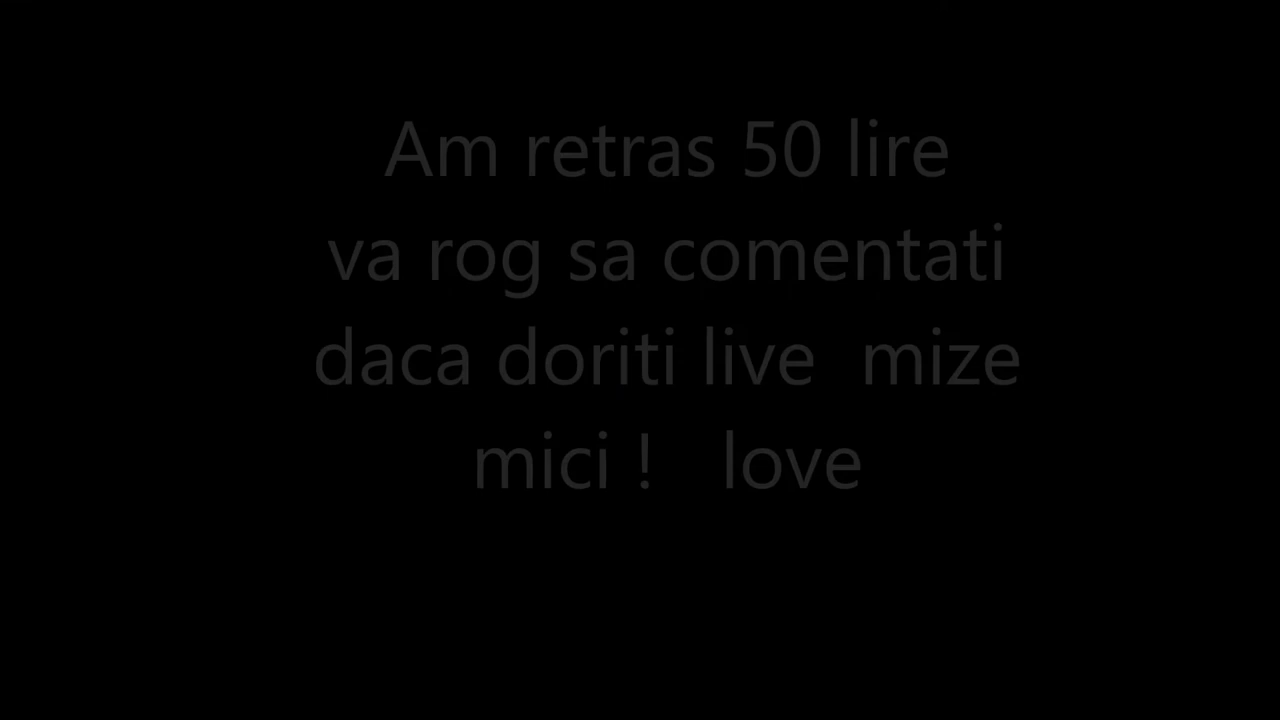 Am retras 50 lire
va rog sa comentati
daca doriti live  mize
mici !   love